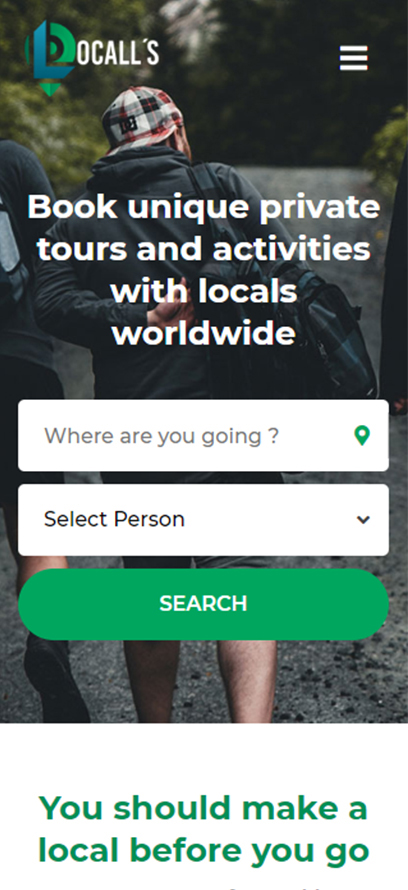 LOCALL'S
Book unique private
tours and activities
with locals
worldwide
Where are you going ?
Select Person
SEARCH
You should make a
local before you go